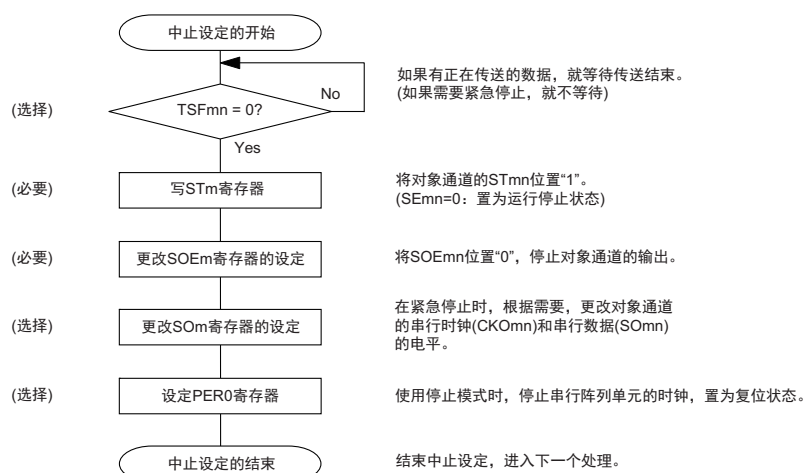 中止设定的开始
如果有正在传送的数据，就等待传送结束。
(如果需要紧急停止，就不等待)
No
(选择)
TSFmn = 0?
Yes
(必要)
写STm寄存器
将对象通道的STmn位置“1”。
(SEmn=0：置为运行停止状态)
(必要)
更改SOEm寄存器的设定
将SOEmn位置“0”，停止对象通道的输出。
(选择)
更改SOm寄存器的设定
在紧急停止时，根据需要，更改对象通道
的串行时钟(CKOmn)和串行数据(SOmn)
的电平。
(选择)
设定PER0寄存器
使用停止模式时，停止串行阵列单元的时钟，置为复位状态。
中止设定的结束
结束中止设定，进入下一个处理。